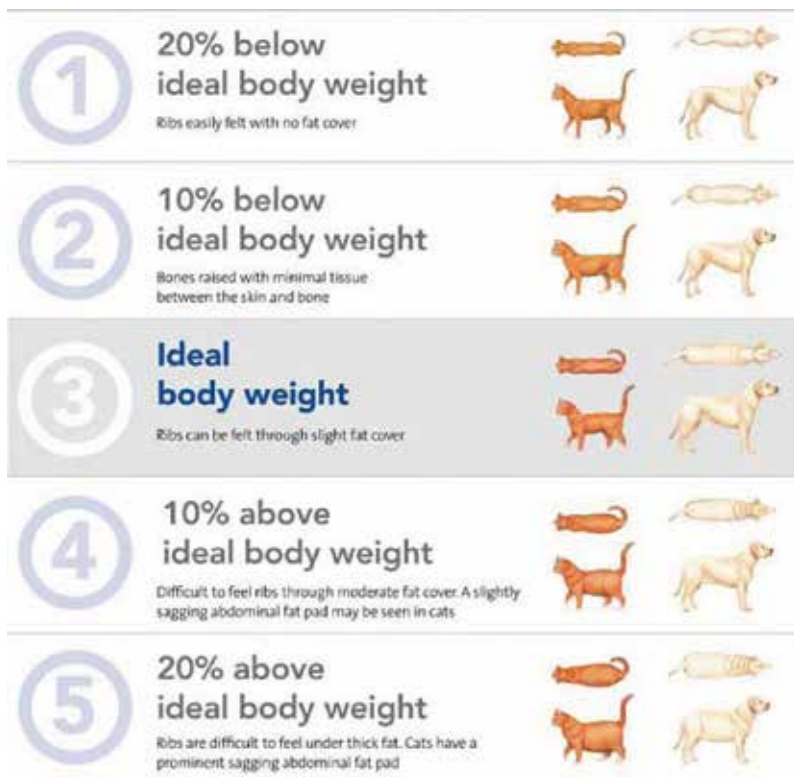 1
20% below
ideal body weight
Ribs easily felt with no fat cover
2
10% below
ideal body weight
Bones raised with minimal tissue
between the skin and bone
3
Ideal
body weight
Ribs can be felt through slight fat cover
4
10% above
ideal body weight
Difficult to feel ribs through moderate fat cover. A slightly
sagging abdominal fat pad may be seen in cats
5
20% above
ideal body weight
Ribs are difficult to feel under thick fat. Cats have a
prominent sagging abdominal fat pad